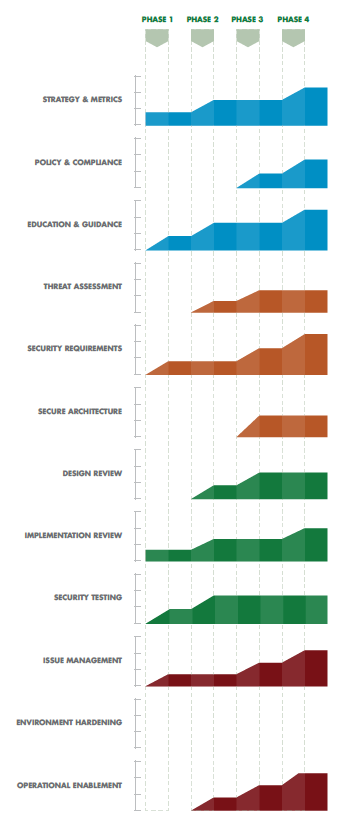 PHASE 1 PHASE 2 PHASE 3 PHASE 4
STRATEGY & METRICS
POLICY & COMPLIANCE
EDUCATION & GUIDANCE
THREAT ASSESSMENT
SECURITY REQUIREMENTS
SECURE ARCHITECTURE
DESIGN REVIEW
IMPLEMENTATION REVIEW
SECURITY TESTING
ISSUE MANAGEMENT
ENVIRONMENT HARDENING
OPERATIONAL ENABLEMENT